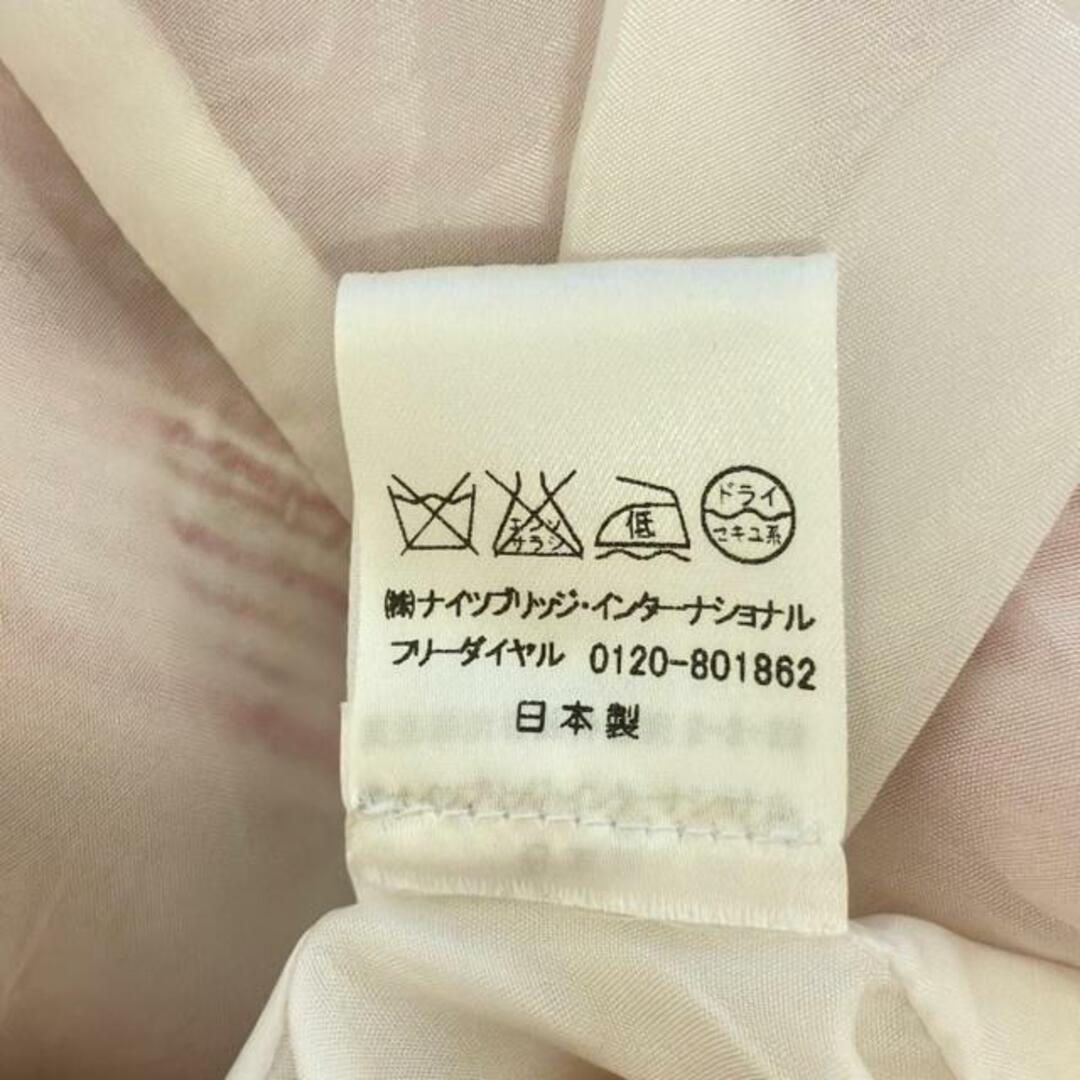 エンソ
サラシ
低
ドライ
セキユ系
㈱ナイツブリッジ・インターナショナル
フリーダイヤル 0120-801862
日本製